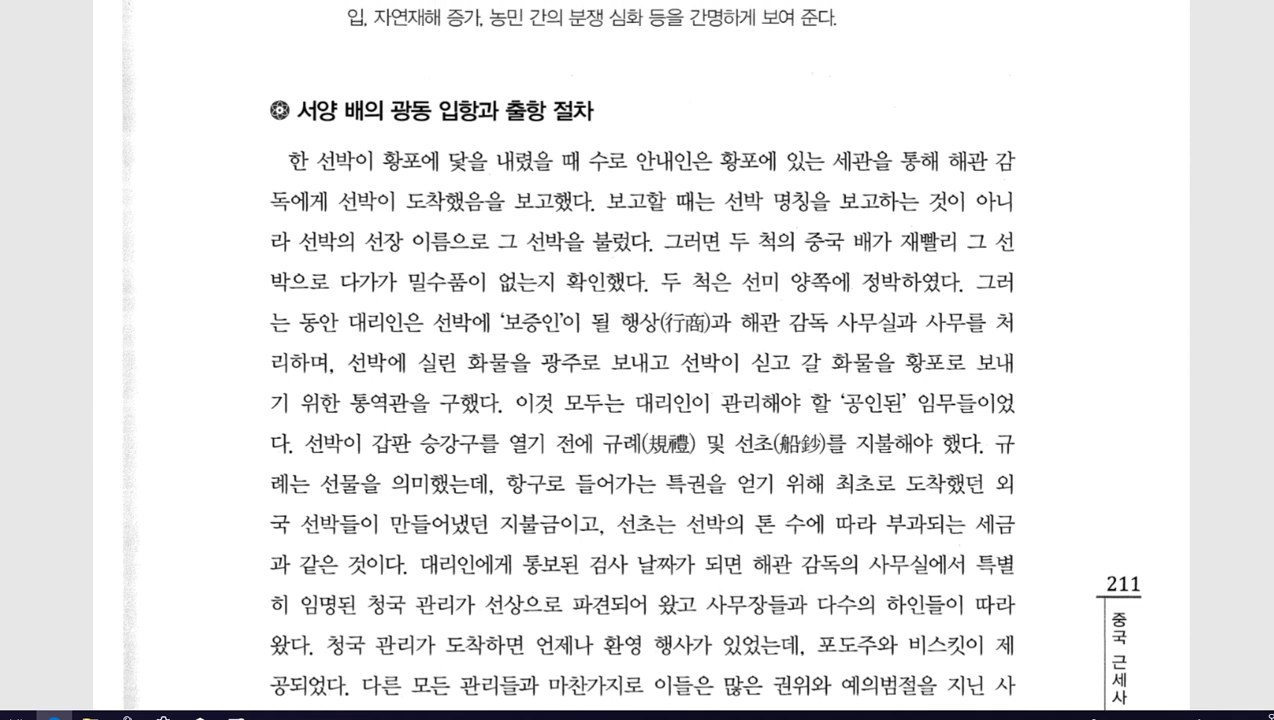 입, 자연재해 증가, 농민 간의 분쟁 심화 등을 간명하게 보여 준다.
서양 배의 광동 입항과 출항 절차
한 선박이 황포에 닻을 내렸을 때 수로 안내인은 황포에 있는 세관을 통해 해관 감
독에게 선박이 도착했음을 보고했다. 보고할 때는 선박 명칭을 보고하는 것이 아니
라 선박의 선장 이름으로 그 선박을 불렀다. 그러면 두 척의 중국 배가 재빨리 그 선
박으로 다가가 밀수품이 없는지 확인했다. 두 척은 선미 양쪽에 정박하였다. 그러
는 동안 대리인은 선박에 ‘보증인’이 될 행상(行商)과 해관 감독 사무실과 사무를 처
리하며, 선박에 실린 화물을 광주로 보내고 선박이 싣고 갈 화물을 황포로 보내
기 위한 통역관을 구했다. 이것 모두는 대리인이 관리해야 할 ‘공인된’ 임무들이었
다. 선박이 갑판 승강구를 열기 전에 규례(規禮) 및 선초(船鈔)를 지불해야 했다. 규
례는 선물을 의미했는데, 항구로 들어가는 특권을 얻기 위해 최초로 도착했던 외
국 선박들이 만들어냈던 지불금이고, 선초는 선박의 톤 수에 따라 부과되는 세금
과 같은 것이다. 대리인에게 통보된 검사 날짜가 되면 해관 감독의 사무실에서 특별
히 임명된 청국 관리가 선상으로 파견되어 왔고 사무장들과 다수의 하인들이 따라
왔다. 청국 관리가 도착하면 언제나 환영 행사가 있었는데, 포도주와 비스킷이 제
공되었다. 다른 모든 관리들과 마찬가지로 이들은 많은 권위와 예의범절을 지닌 사
211
중국 근세사